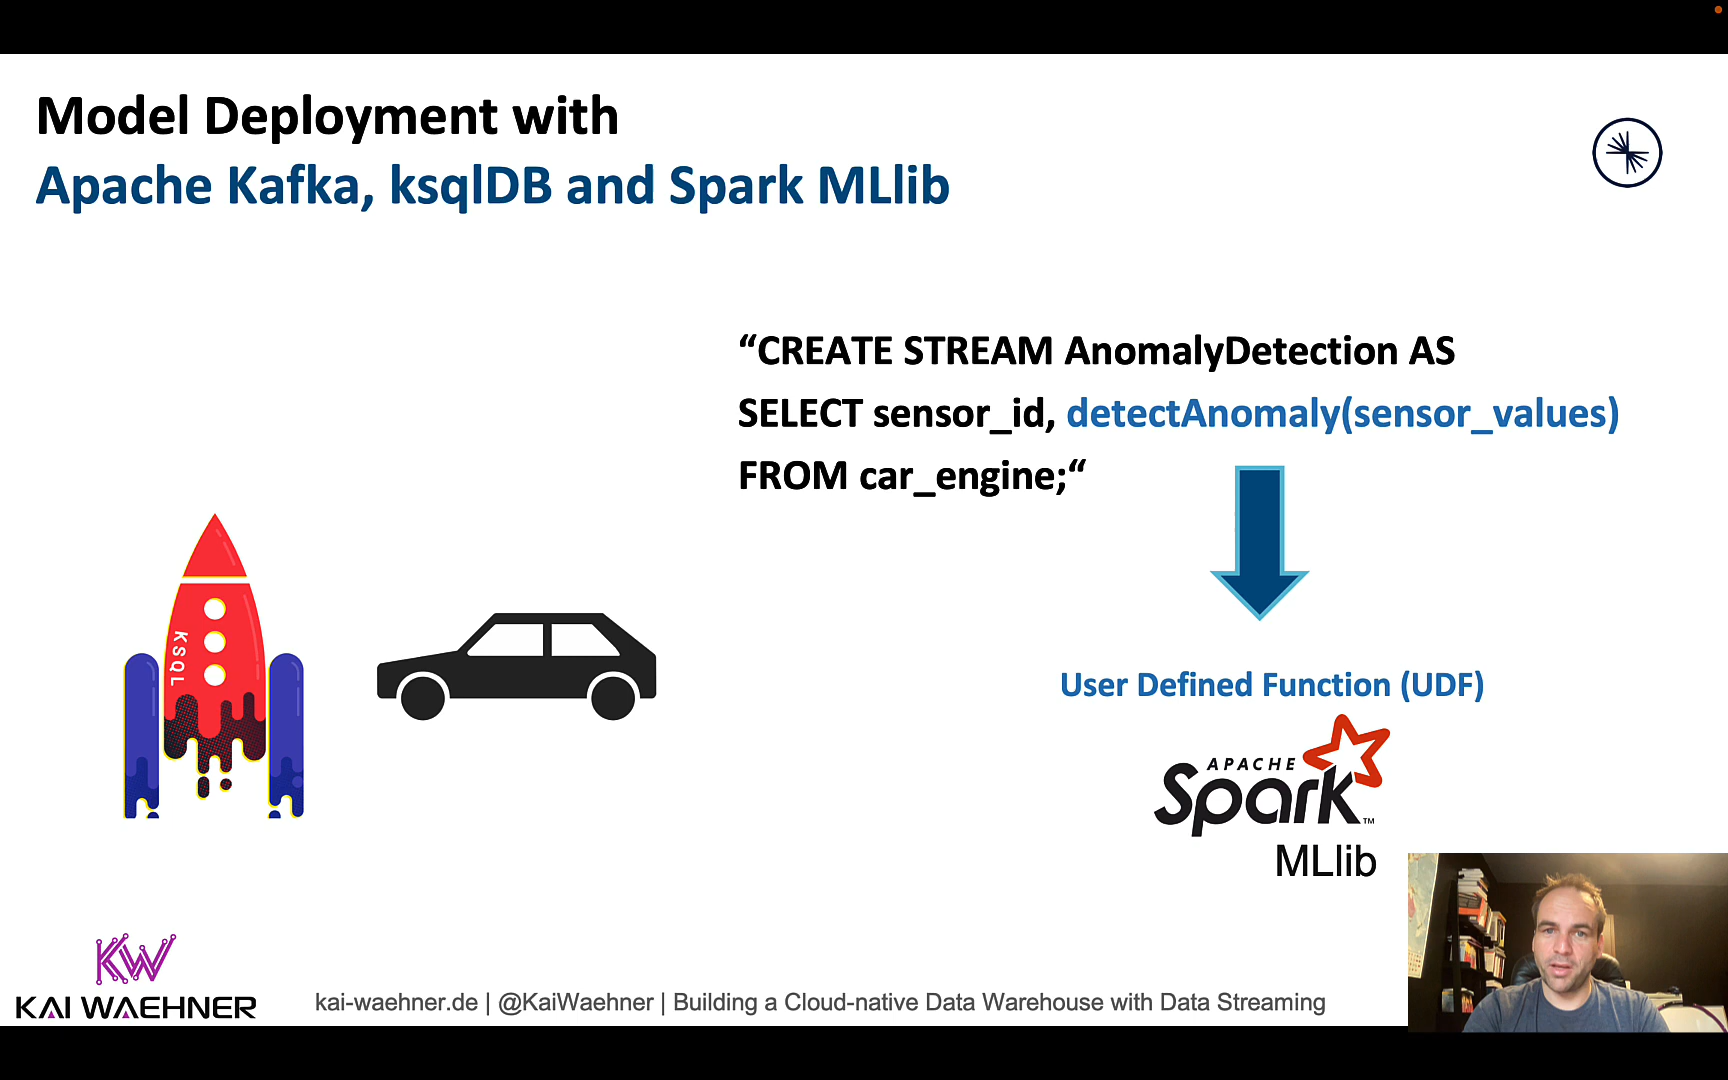 Model Deployment with
Apache Kafka, ksqlDB and Spark MLlib
“CREATE STREAM AnomalyDetection AS
SELECT sensor_id, detectAnomaly(sensor_values)
FROM car_engine;“
KSQL
User Defined Function (UDF)
APACHE
Spark™
MLlib
KW
KAI WAEHNER
kai-waehner.de | @KaiWaehner | Building a Cloud-native Data Warehouse with Data Streaming